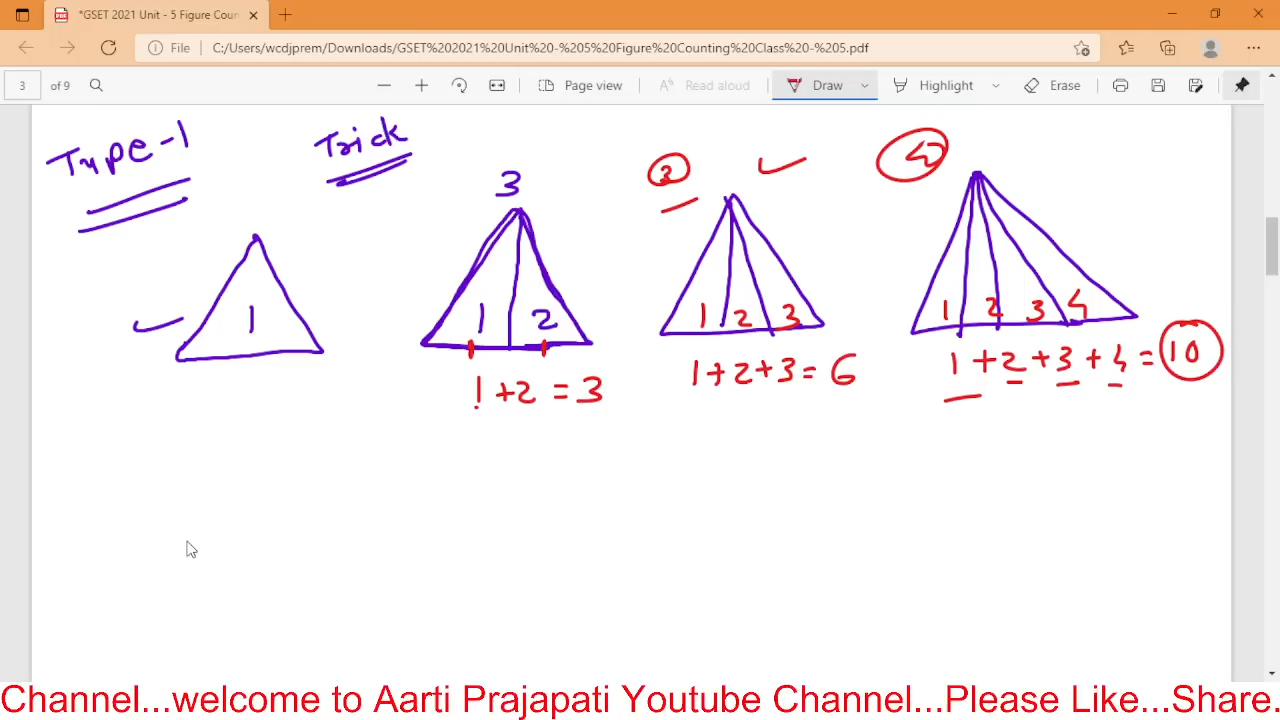 *GSET 2021 Unit - 5 Figure Coun
File C:/Users/wcdjprem/Downloads/GSET%202021%20Unit%20-%205%20Figure%20Counting%20Class%20-%205.pdf
3 of 9 Page view Read aloud Draw Highlight Erase
Type-1 Trick
3
3
4
1
1 2
1 2 3
1 2 3 4
1+2 = 3
1+2+3= 6
1+2+3+4 = 10
Channel...welcome to Aarti Prajapati Youtube Channel...Please Like...Share.